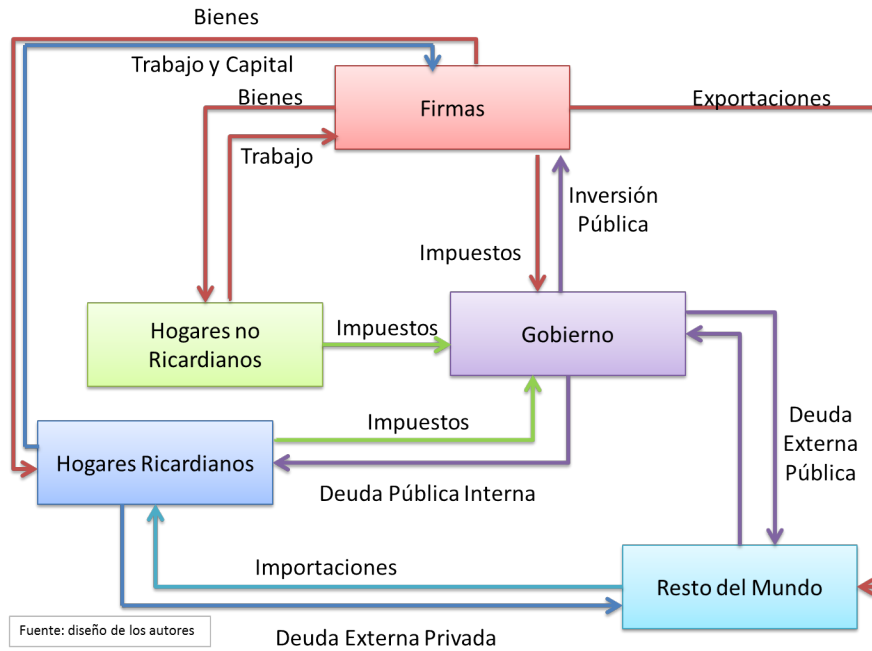 Bienes
Trabajo y Capital
Bienes
Firmas
Exportaciones
Trabajo
Inversión
Pública
Impuestos
Hogares no
Ricardianos
Impuestos
Gobierno
Impuestos
Deuda
Externa
Pública
Hogares Ricardianos
Deuda Pública Interna
Importaciones
Resto del Mundo
Fuente: diseño de los autores
Deuda Externa Privada